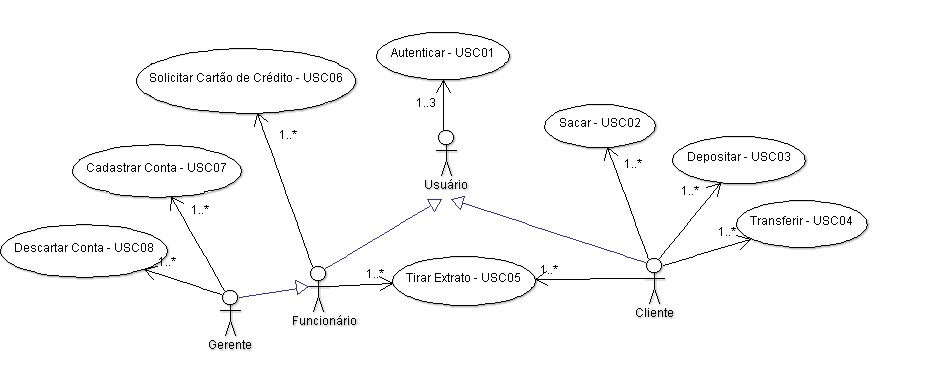 Autenticar - USC01
Solicitar Cartão de Crédito - USC06
1..3
Sacar - USC02
1..*
1..*
Depositar - USC03
Cadastrar Conta - USC07
Usuário
1..*
1..*
Transferir - USC04
1..*
Descartar Conta - USC08
1..*
1..*
Tirar Extrato - USC05
1..*
Funcionário
Cliente
Gerente